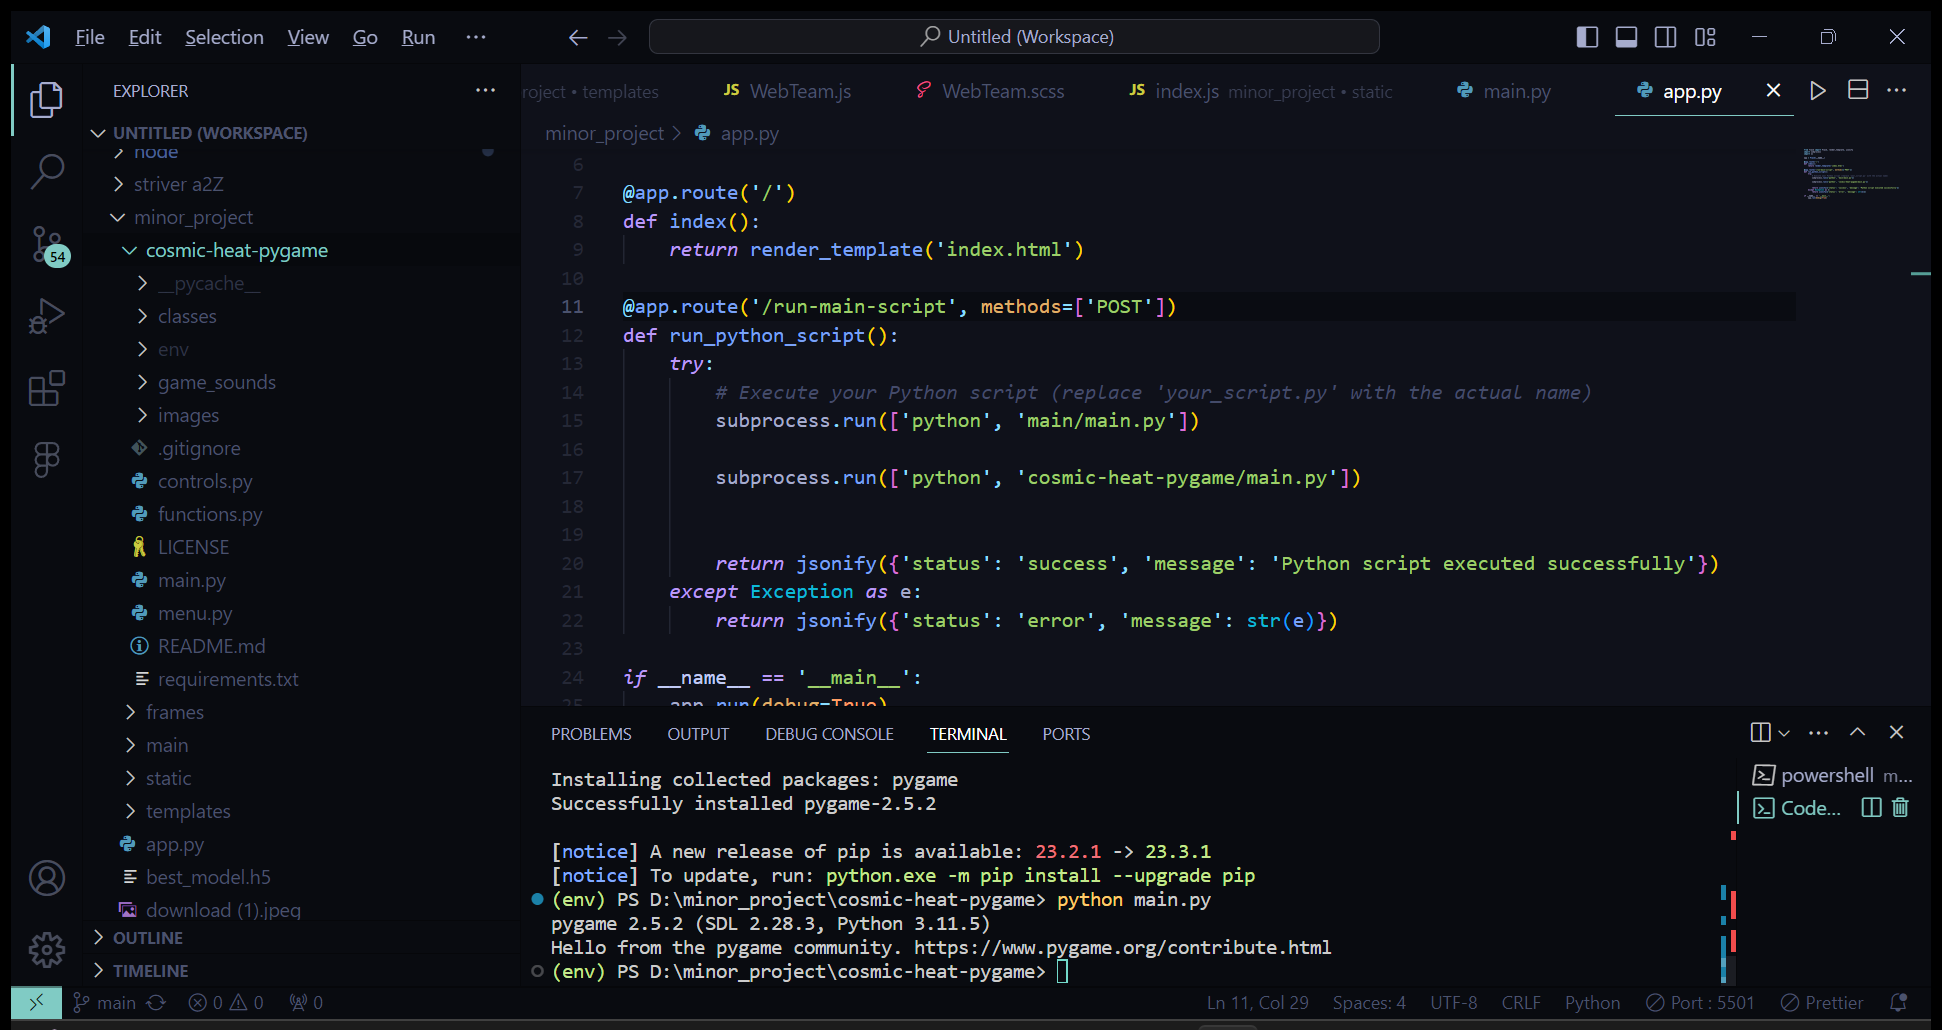 File Edit Selection View Go Run ···
Untitled (Workspace)
EXPLORER
UNTITLED (WORKSPACE)
node
striver a2Z
minor_project
cosmic-heat-pygame
__pycache__
classes
env
game_sounds
images
.gitignore
controls.py
functions.py
LICENSE
main.py
menu.py
README.md
requirements.txt
frames
main
static
templates
app.py
best_model.h5
download (1).jpeg
OUTLINE
TIMELINE
54
roject • templates
JS WebTeam.js
WebTeam.scss
JS index.js minor_project • static
main.py
app.py
minor_project > app.py
6
7 @app.route('/')
8 def index():
9 return render_template('index.html')
10
11 @app.route('/run-main-script', methods=['POST'])
12 def run_python_script():
13 try:
14 # Execute your Python script (replace 'your_script.py' with the actual name)
15 subprocess.run(['python', 'main/main.py'])
16
17 subprocess.run(['python', 'cosmic-heat-pygame/main.py'])
18
19
20 return jsonify({'status': 'success', 'message': 'Python script executed successfully'})
21 except Exception as e:
22 return jsonify({'status': 'error', 'message': str(e)})
23
24 if __name__ == '__main__':
25 app.run(debug=True)
PROBLEMS OUTPUT DEBUG CONSOLE TERMINAL PORTS
Installing collected packages: pygame
Successfully installed pygame-2.5.2
[notice] A new release of pip is available: 23.2.1 -> 23.3.1
[notice] To update, run: python.exe -m pip install --upgrade pip
(env) PS D:\minor_project\cosmic-heat-pygame> python main.py
pygame 2.5.2 (SDL 2.28.3, Python 3.11.5)
Hello from the pygame community. https://www.pygame.org/contribute.html
(env) PS D:\minor_project\cosmic-heat-pygame>
powershell m...
Code...
main 0 0 0
Ln 11, Col 29 Spaces: 4 UTF-8 CRLF Python Port : 5501 Prettier